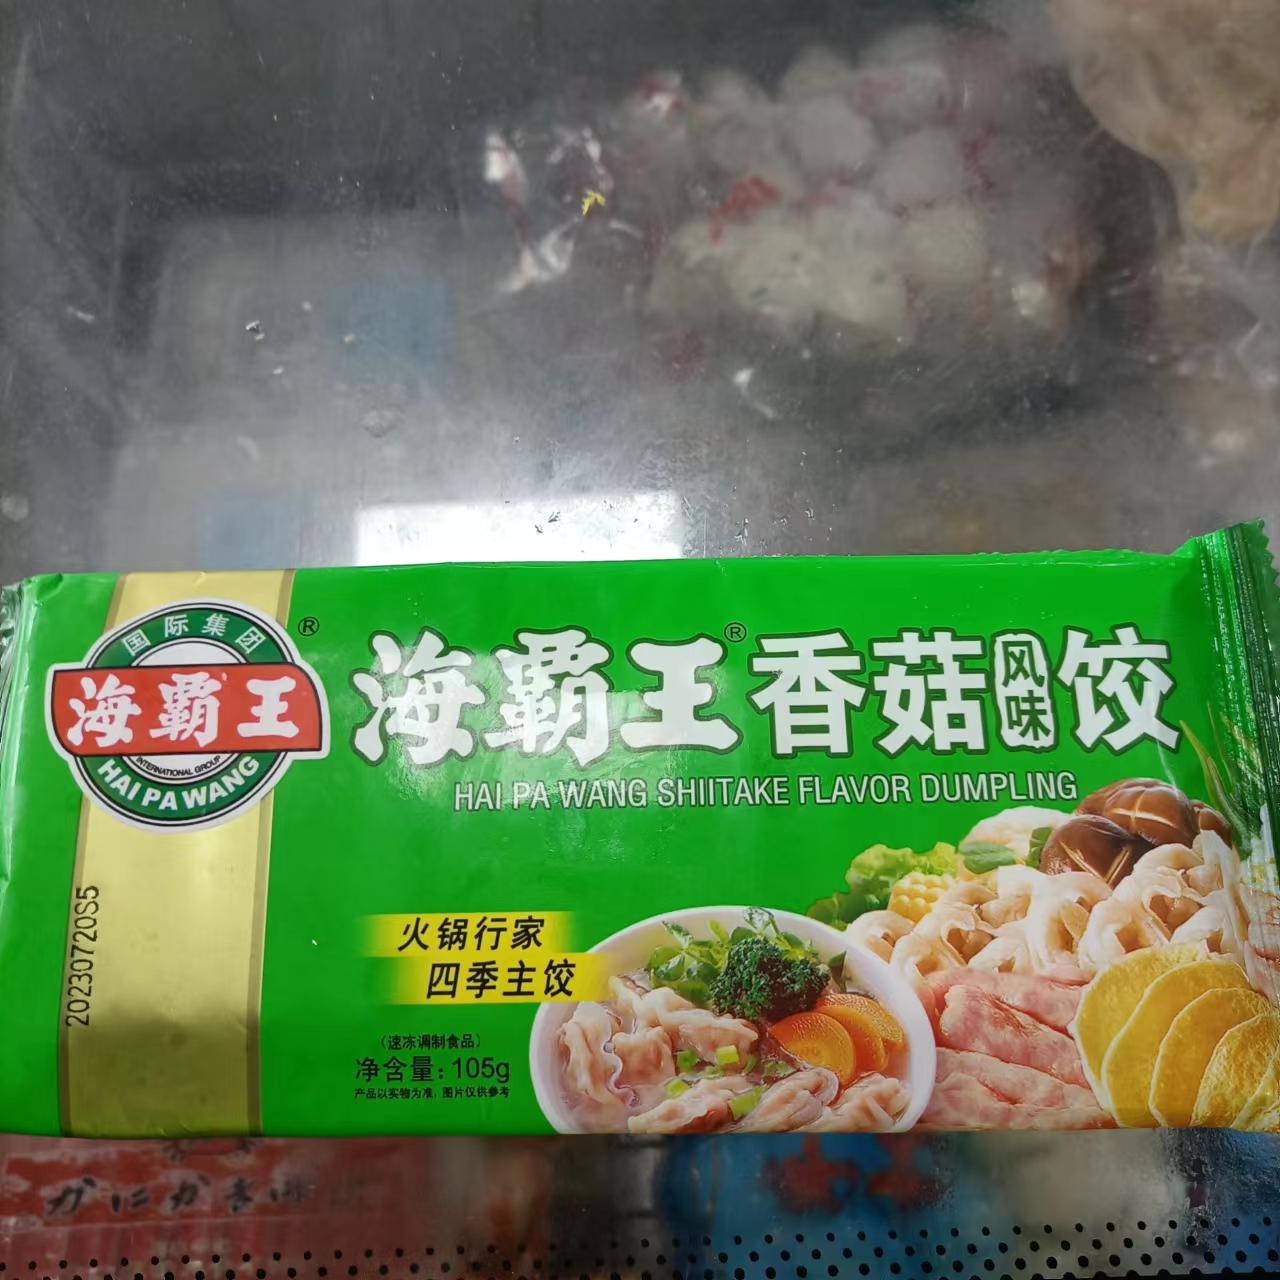 国际集团
海霸王
INTERNATIONAL GROUP
HAI PA WANG
®
海霸王®香菇风味饺
HAI PA WANG SHIITAKE FLAVOR DUMPLING
火锅行家
四季主饺
(速冻调制食品)
净含量:105g
产品以实物为准,图片仅供参考
20230720S5